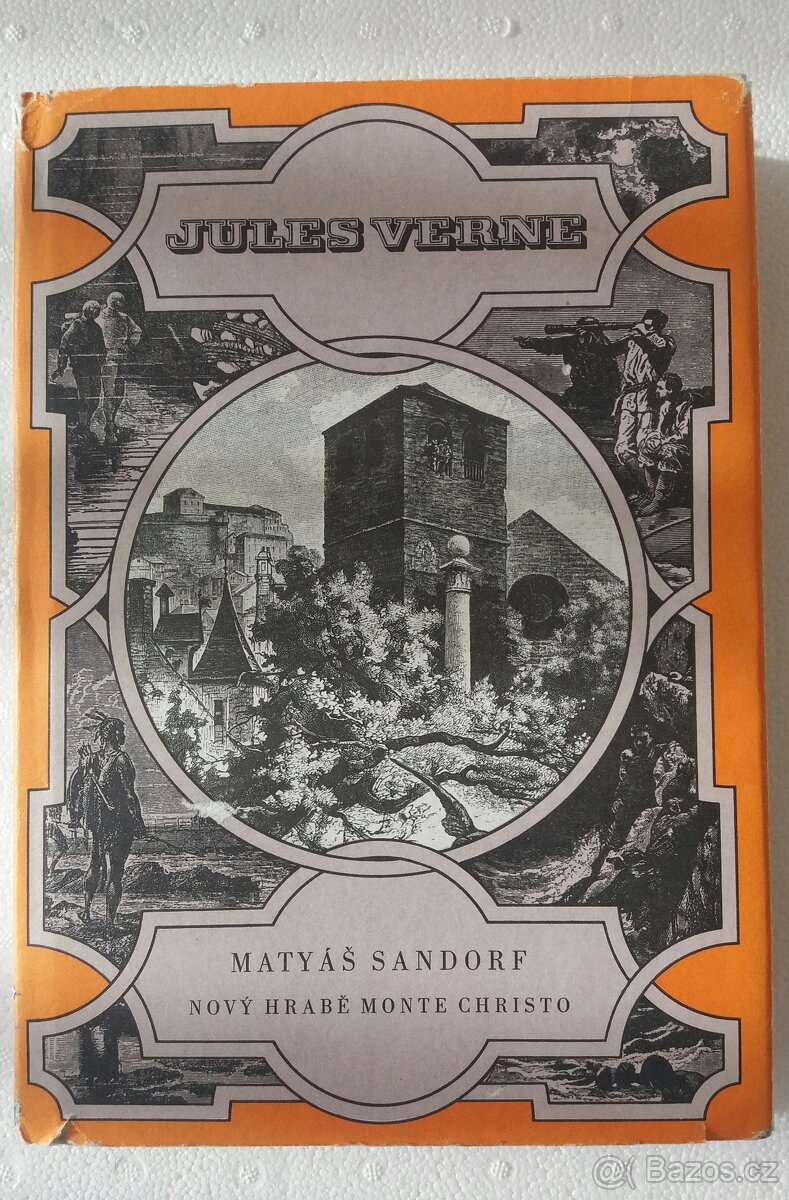 JULES VERNE
MATYÁŠ SANDORF
NOVÝ HRABĚ MONTE CHRISTO
Bazos.cz